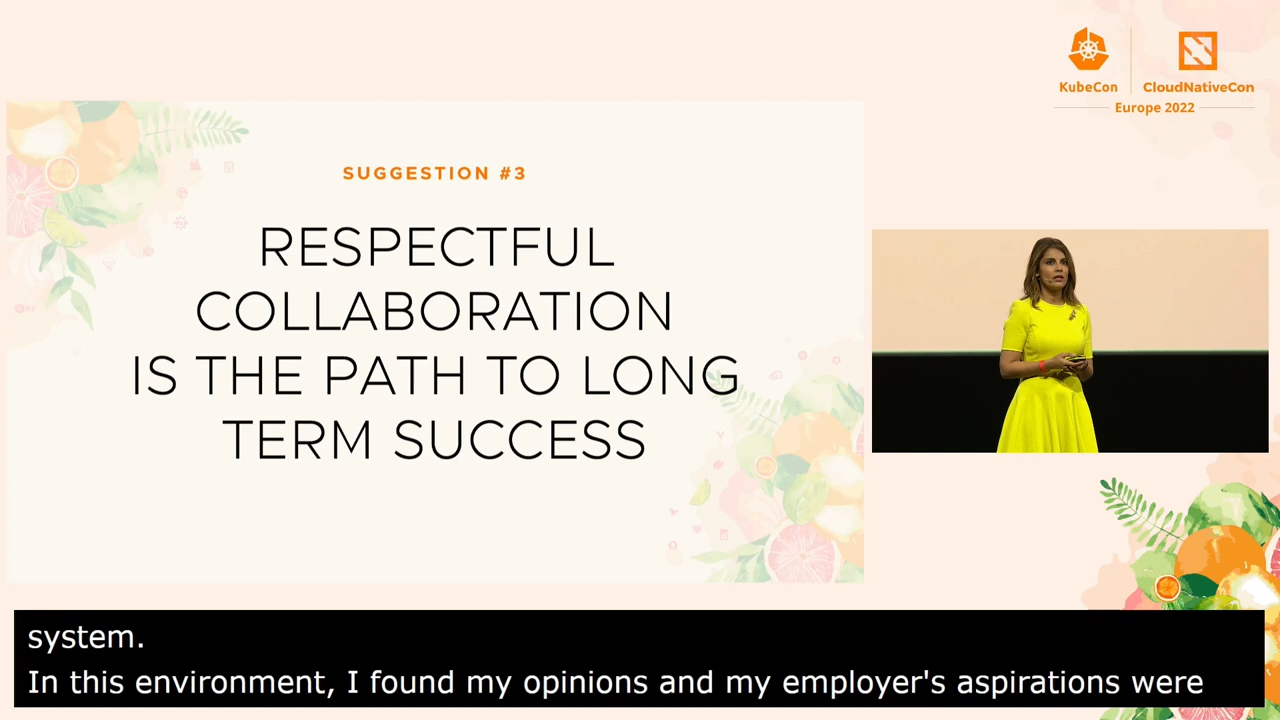 KubeCon
CloudNativeCon
Europe 2022
SUGGESTION #3
RESPECTFUL
COLLABORATION
IS THE PATH TO LONG
TERM SUCCESS
system.
In this environment, I found my opinions and my employer's aspirations were